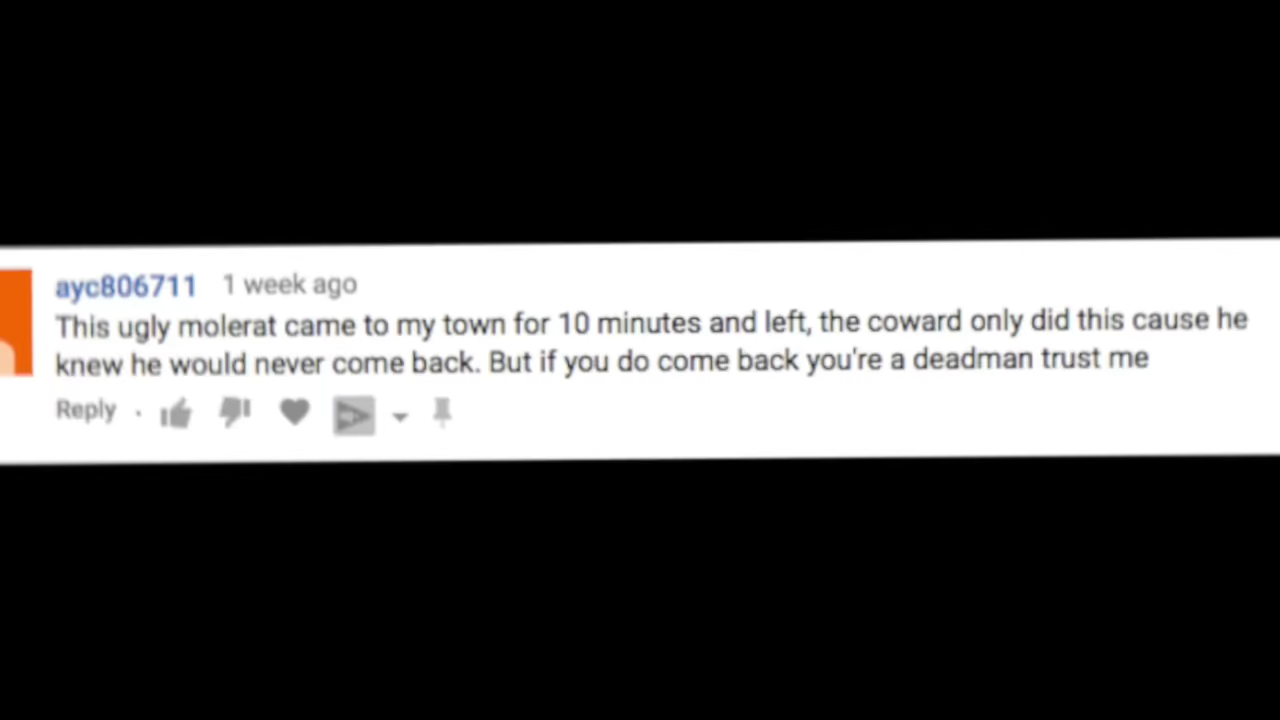 ayc806711 1 week ago
This ugly molerat came to my town for 10 minutes and left, the coward only did this cause he
knew he would never come back. But if you do come back you're a deadman trust me
Reply ·